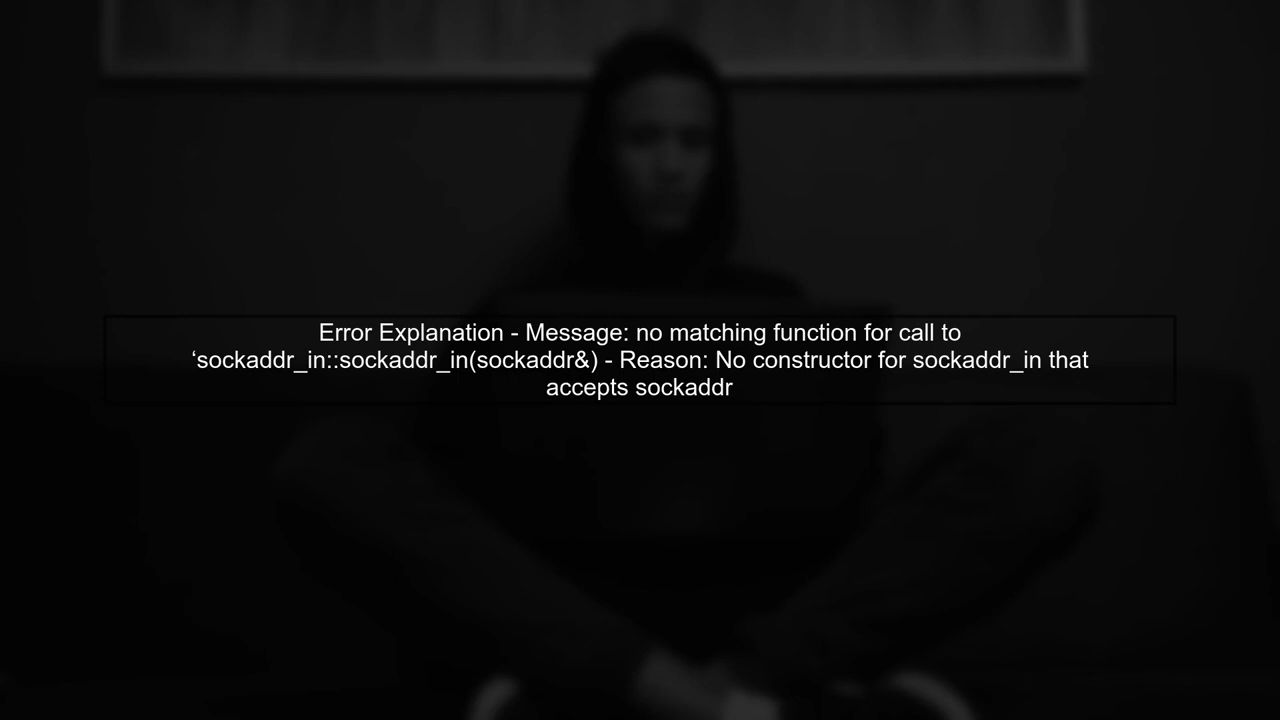 Error Explanation - Message: no matching function for call to
‘sockaddr_in::sockaddr_in(sockaddr&) - Reason: No constructor for sockaddr_in that
accepts sockaddr